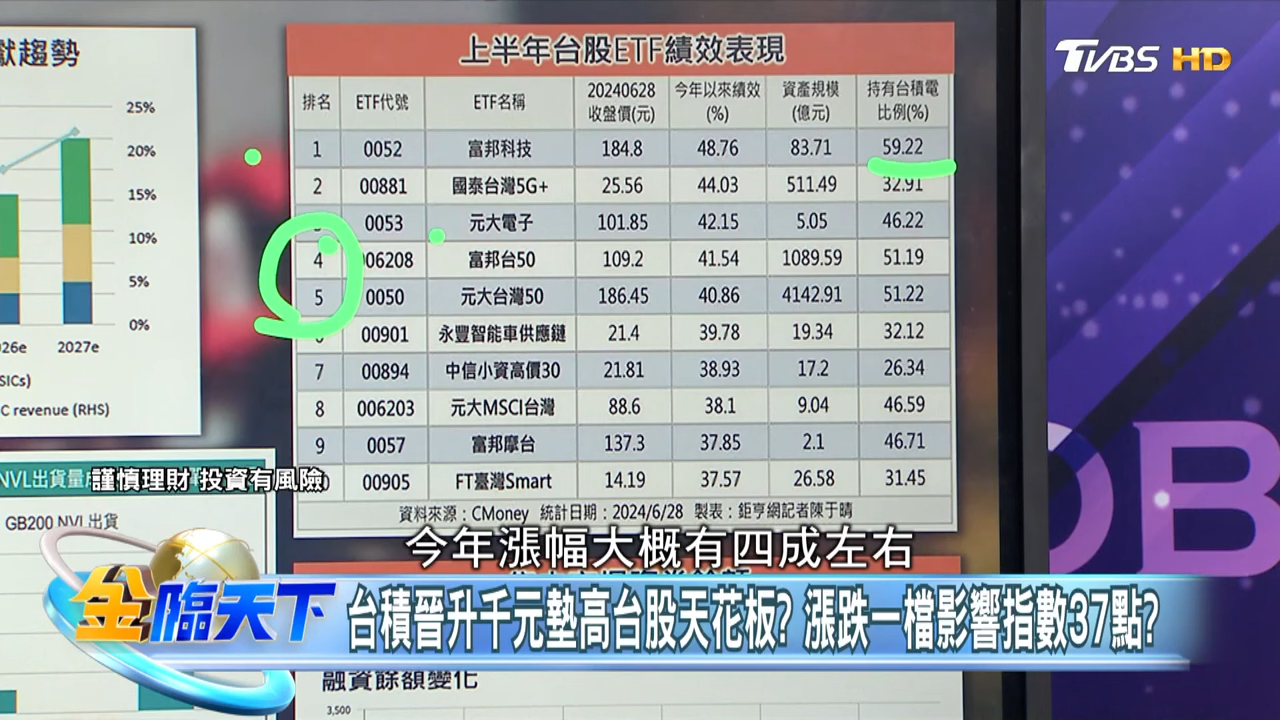 獻趨勢
25%
20%
15%
10%
5%
0%
26e 2027e
SICs)
C revenue (RHS)
NVL出貨量
GB200 NVL出貨
上半年台股ETF績效表現
排名 ETF代號 ETF名稱 20240628收盤價(元) 今年以來績效(%) 資產規模(億元) 持有台積電比例(%)
1 0052 富邦科技 184.8 48.76 83.71 59.22
2 00881 國泰台灣5G+ 25.56 44.03 511.49 32.91
0053 元大電子 101.85 42.15 5.05 46.22
4 006208 富邦台50 109.2 41.54 1089.59 51.19
5 0050 元大台灣50 186.45 40.86 4142.91 51.22
00901 永豐智能車供應鏈 21.4 39.78 19.34 32.12
7 00894 中信小資高價30 21.81 38.93 17.2 26.34
8 006203 元大MSCI台灣 88.6 38.1 9.04 46.59
9 0057 富邦摩台 137.3 37.85 2.1 46.71
00905 FT臺灣Smart 14.19 37.57 26.58 31.45
資料來源：CMoney 統計日期：2024/6/28 製表：鉅亨網記者陳于晴
TVBS HD
謹慎理財 投資有風險
今年漲幅大概有四成左右
金臨天下
台積晉升千元墊高台股天花板? 漲跌一檔影響指數37點?
融資餘額變化
3,500
OB